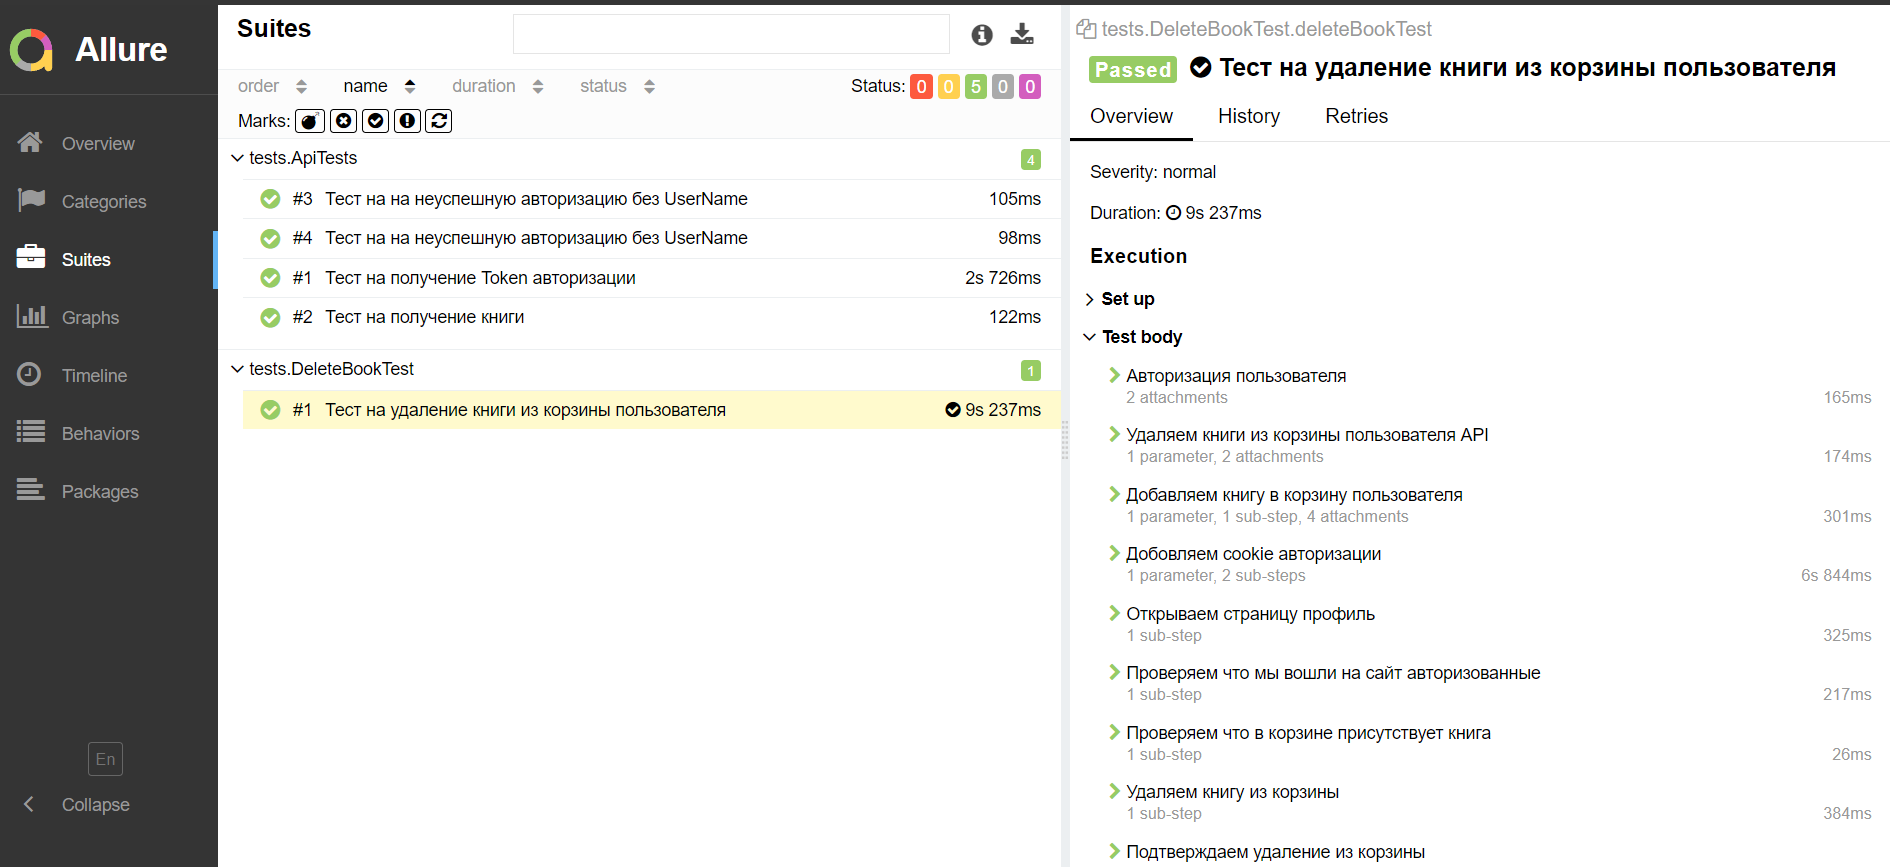 Allure
Overview
Categories
Suites
Graphs
Timeline
Behaviors
Packages
En
Collapse
Suites
order name duration status Status: 0 0 5 0 0
Marks:
tests.ApiTests 4
#3 Тест на на неуспешную авторизацию без UserName 105ms
#4 Тест на на неуспешную авторизацию без UserName 98ms
#1 Тест на получение Token авторизации 2s 726ms
#2 Тест на получение книги 122ms
tests.DeleteBookTest 1
#1 Тест на удаление книги из корзины пользователя 9s 237ms
tests.DeleteBookTest.deleteBookTest
Passed Тест на удаление книги из корзины пользователя
Overview History Retries
Severity: normal
Duration: 9s 237ms
Execution
Set up
Test body
Авторизация пользователя
2 attachments 165ms
Удаляем книги из корзины пользователя API
1 parameter, 2 attachments 174ms
Добавляем книгу в корзину пользователя
1 parameter, 1 sub-step, 4 attachments 301ms
Добовляем cookie авторизации
1 parameter, 2 sub-steps 6s 844ms
Открываем страницу профиль
1 sub-step 325ms
Проверяем что мы вошли на сайт авторизованные
1 sub-step 217ms
Проверяем что в корзине присутствует книга
1 sub-step 26ms
Удаляем книгу из корзины
1 sub-step 384ms
Подтверждаем удаление из корзины